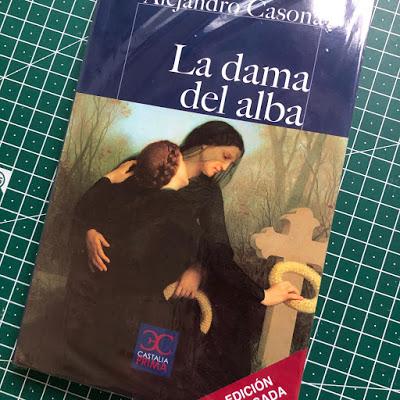 Alejandro Casona
La dama
del alba
CASTALIA
PRIMA
EDICIÓN